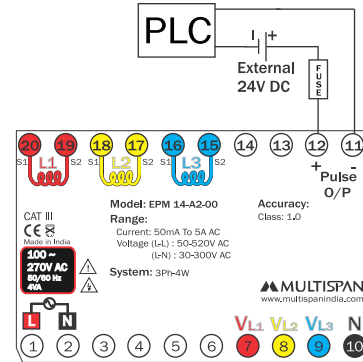 PLC
I +
External
24V DC
FUSE
20 19 18 17 16 15 14 13 12 11
S1 L1 S2 S1 L2 S2 S1 L3 S2
+ -
Pulse
O/P
Model: EPM 14-A2-00
Range:
Current: 50mA To 5A AC
Voltage (L-L) : 50-520V AC
(L-N) : 30-300V AC
System: 3Ph-4W
Accuracy:
Class: 1.0
CAT III
CE
Made in India
100 ~
270V AC
50/60 Hz
4VA
L N
MULTISPAN
www.multispanindia.com
VL1 VL2 VL3 N
1 2 3 4 5 6 7 8 9 10